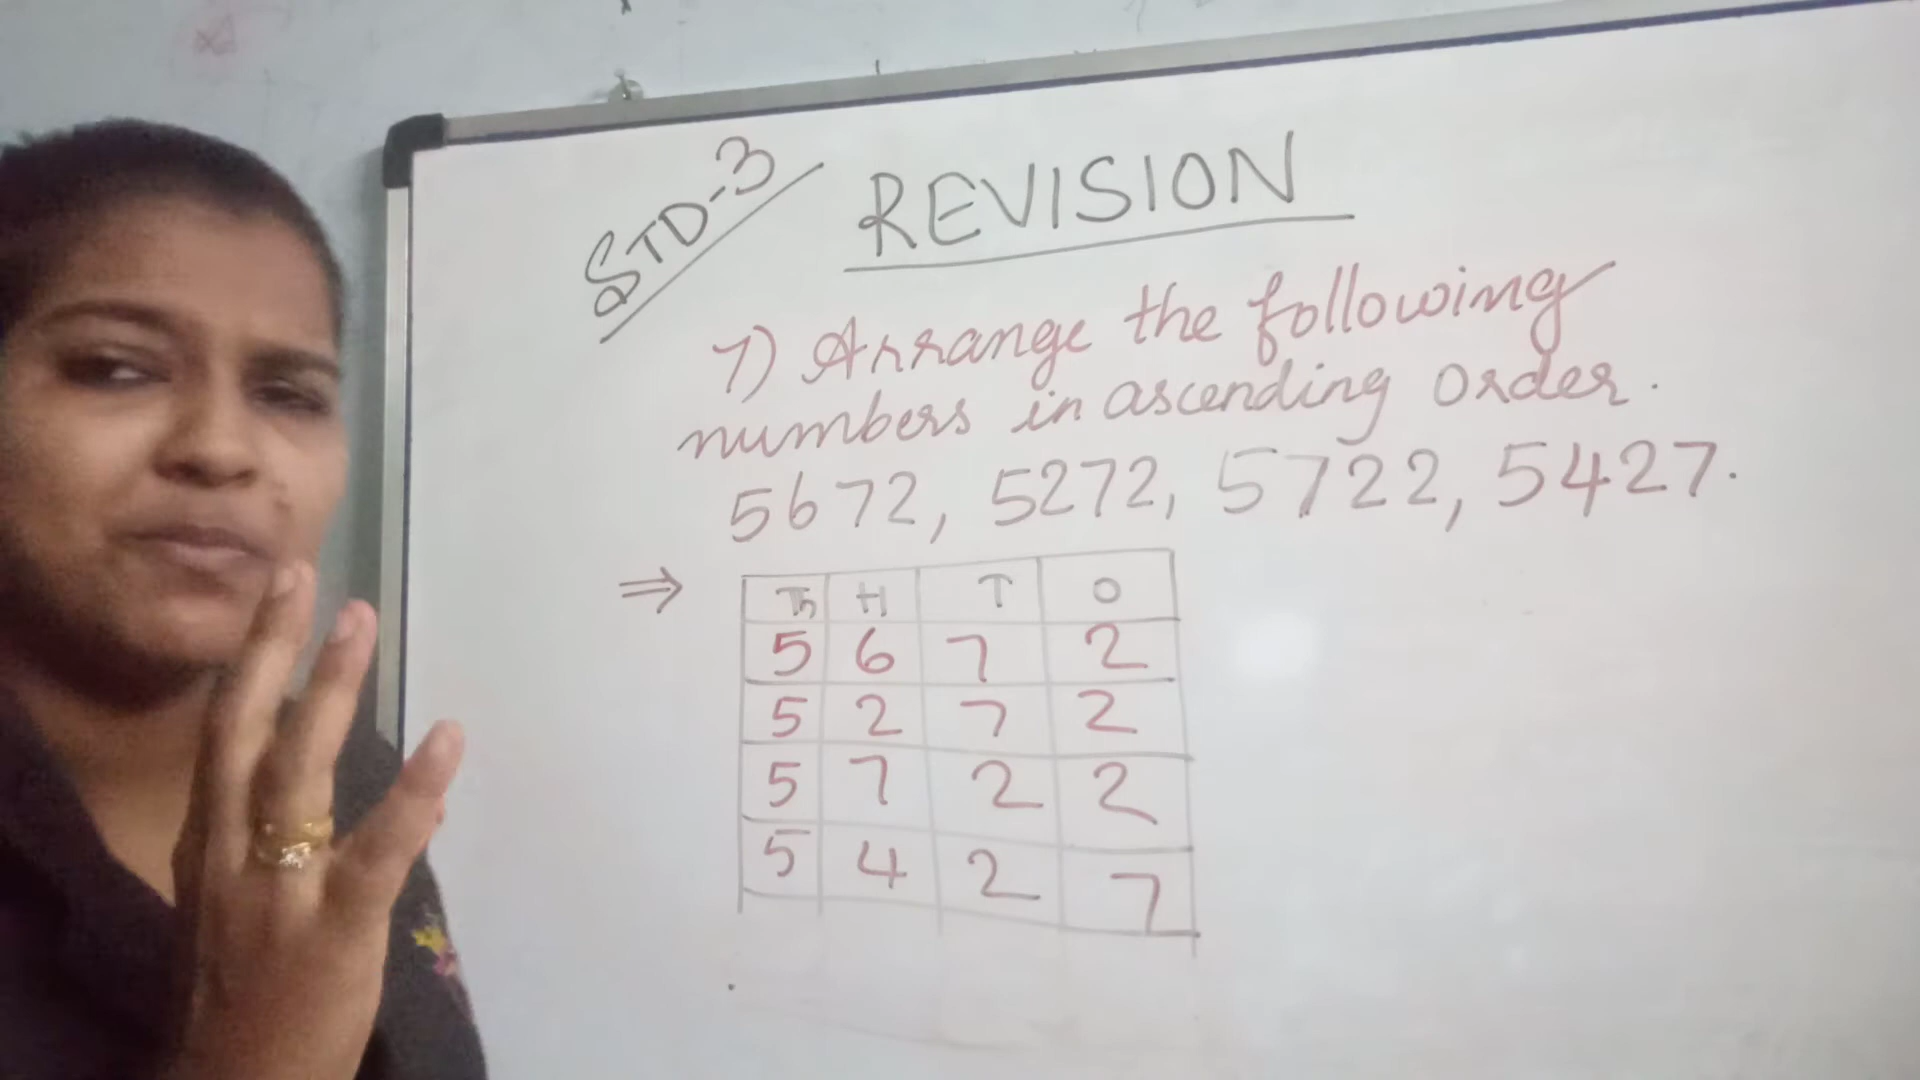 STD-3
REVISION
7) Arrange the following
numbers in ascending order.
5672, 5272, 5722, 5427.
⇒
Th H T O
5 6 7 2
5 2 7 2
5 7 2 2
5 4 2 7